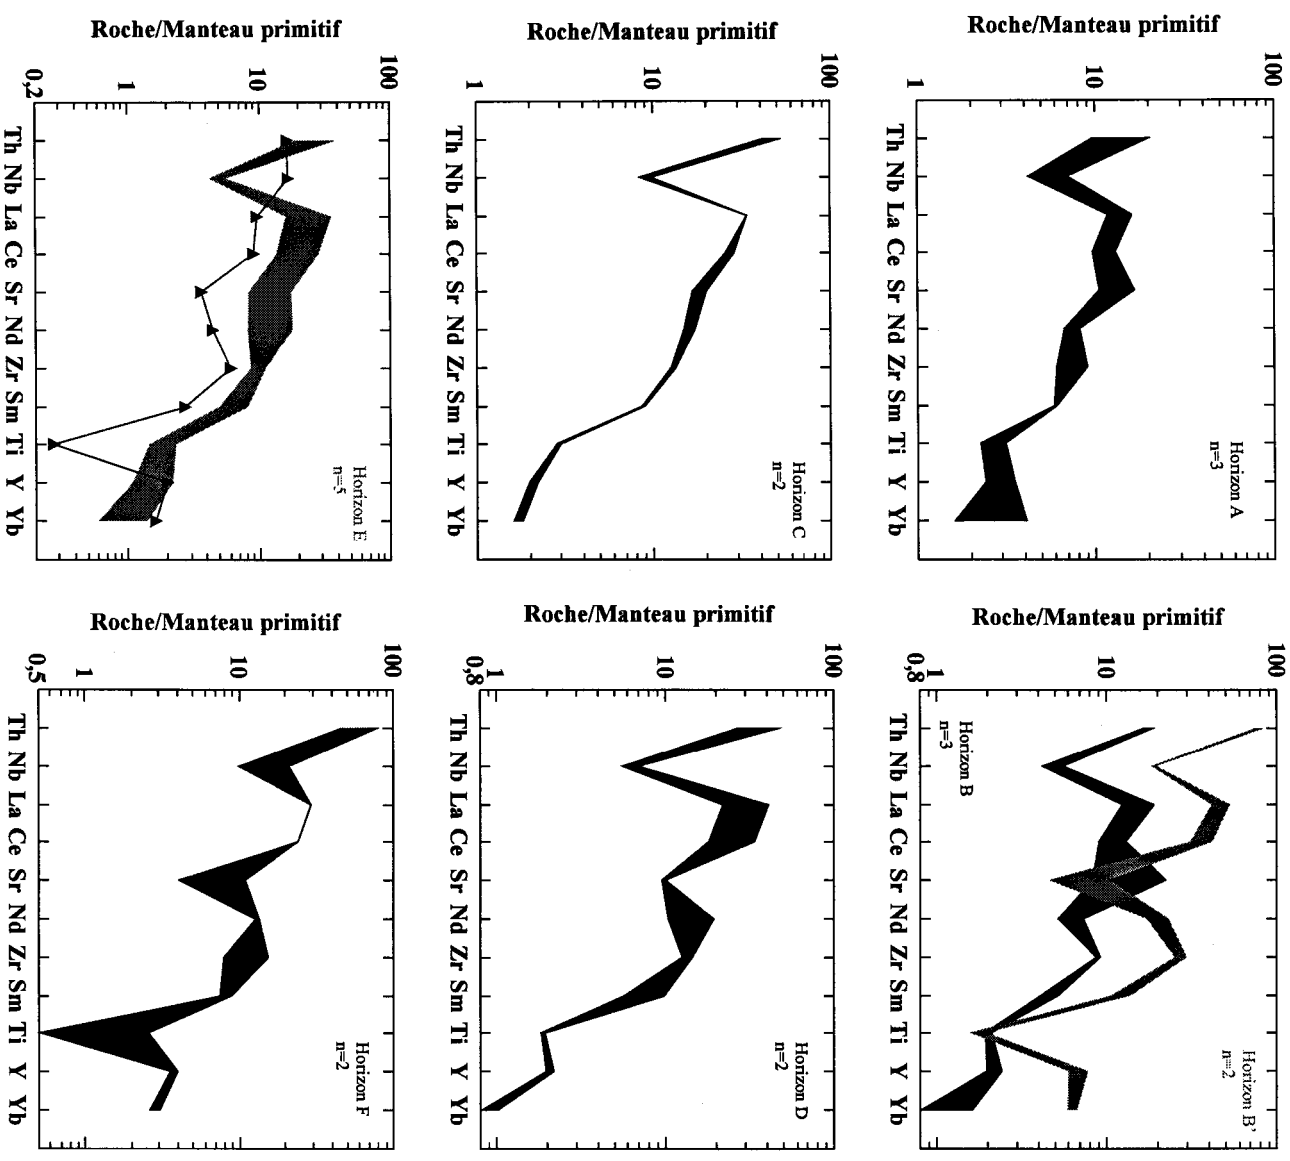 Roche/Manteau primitif
100
10
1
Th Nb La Ce Sr Nd Zr Sm Ti Y Yb
Horizon A
n=3
Roche/Manteau primitif
100
10
1
0,8
Th Nb La Ce Sr Nd Zr Sm Ti Y Yb
Horizon B
n=3
Horizon B'
n=2
Roche/Manteau primitif
100
10
1
Th Nb La Ce Sr Nd Zr Sm Ti Y Yb
Horizon C
n=2
Roche/Manteau primitif
100
10
1
0,8
Th Nb La Ce Sr Nd Zr Sm Ti Y Yb
Horizon D
n=2
Roche/Manteau primitif
100
10
1
0,2
Th Nb La Ce Sr Nd Zr Sm Ti Y Yb
Horizon E
n=5
Roche/Manteau primitif
100
10
1
0,5
Th Nb La Ce Sr Nd Zr Sm Ti Y Yb
Horizon F
n=2